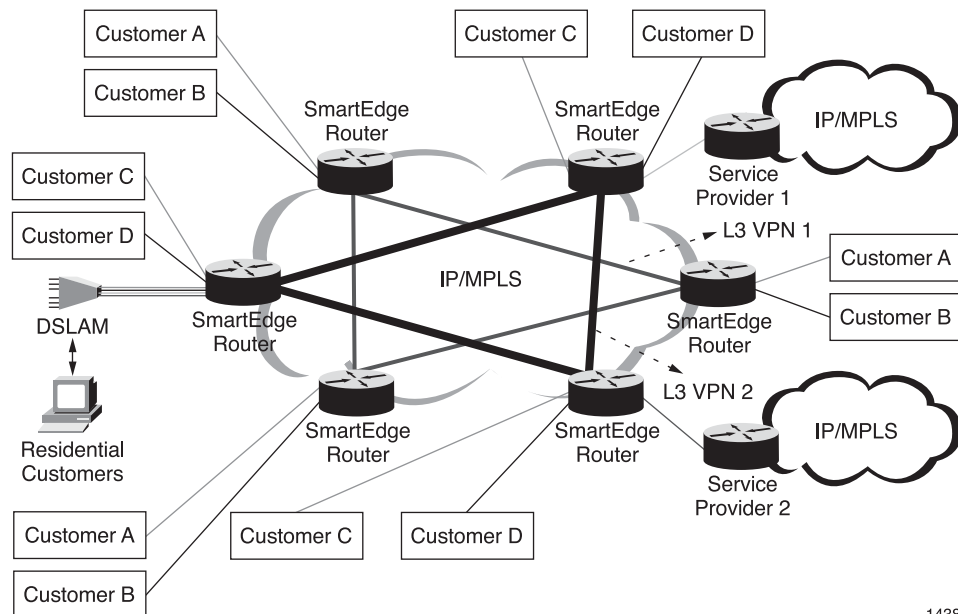 Customer A
Customer B
SmartEdge
Router
Customer C
Customer D
SmartEdge
Router
IP/MPLS
Service
Provider 1
Customer C
Customer D
SmartEdge
Router
DSLAM
Residential
Customers
IP/MPLS
L3 VPN 1
Customer A
Customer B
SmartEdge
Router
L3 VPN 2
SmartEdge
Router
SmartEdge
Router
IP/MPLS
Service
Provider 2
Customer A
Customer B
Customer C
Customer D